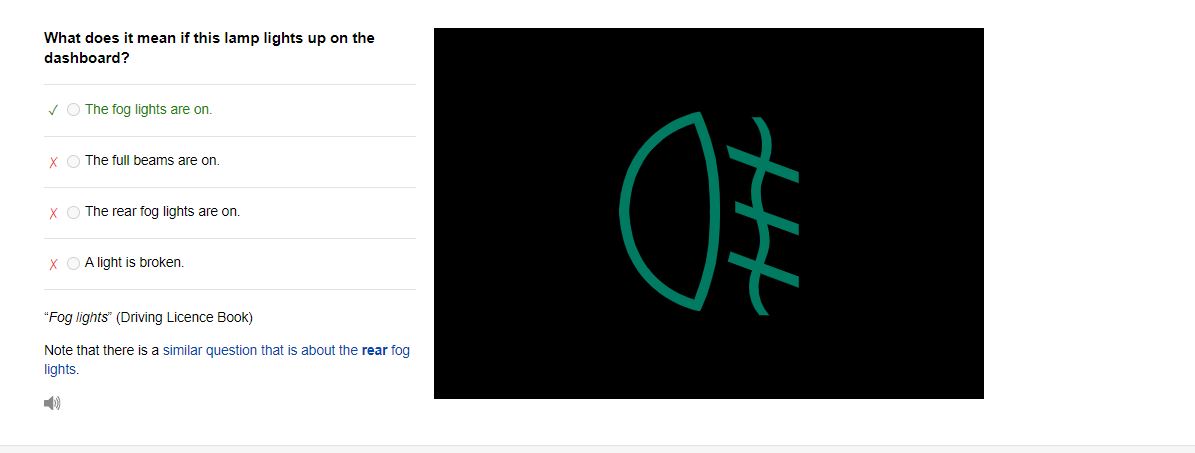 What does it mean if this lamp lights up on the
dashboard?
✓ The fog lights are on.
X The full beams are on.
X The rear fog lights are on.
X A light is broken.
“Fog lights” (Driving Licence Book)
Note that there is a similar question that is about the rear fog
lights.